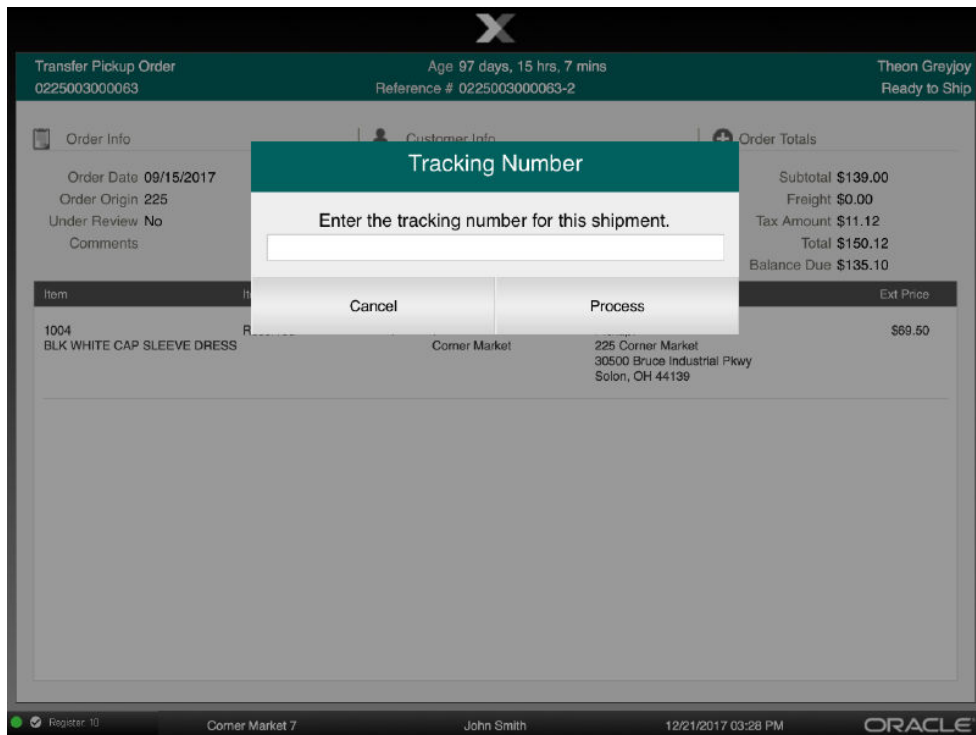 Transfer Pickup Order
Age 97 days, 15 hrs, 7 mins
Theon Greyjoy
0225003000063
Reference # 0225003000063-2
Ready to Ship
Order Info
Customer Info
Order Totals
Order Date 09/15/2017
Order Origin 225
Under Review No
Comments
Subtotal $139.00
Freight $0.00
Tax Amount $11.12
Total $150.12
Balance Due $135.10
Tracking Number
Enter the tracking number for this shipment.
Cancel
Process
Item
Ext Price
1004
BLK WHITE CAP SLEEVE DRESS
Corner Market
225 Corner Market
30500 Bruce Industrial Pkwy
Solon, OH 44139
$69.50
Register: 10
Corner Market 7
John Smith
12/21/2017 03:28 PM
ORACLE